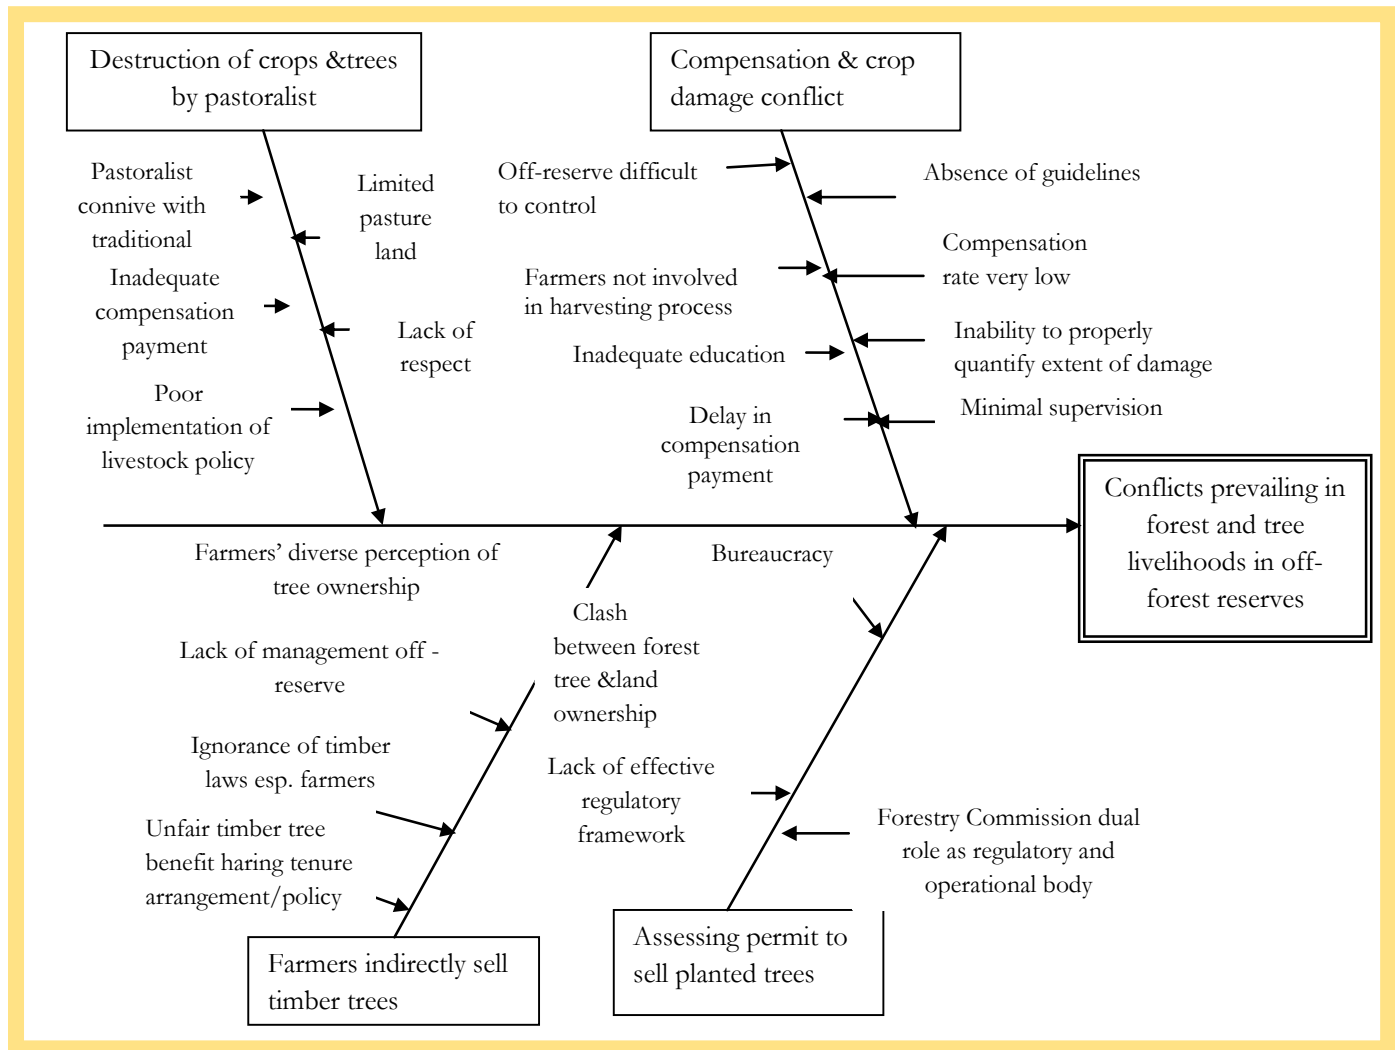 Destruction of crops &trees
by pastoralist
Compensation & crop
damage conflict
Pastoralist
connive with
traditional
Limited
pasture
land
Inadequate
compensation
payment
Lack of
respect
Poor
implementation of
livestock policy
Off-reserve difficult
to control
Absence of guidelines
Farmers not involved
in harvesting process
Compensation
rate very low
Inadequate education
Inability to properly
quantify extent of damage
Delay in
compensation
payment
Minimal supervision
Conflicts prevailing in
forest and tree
livelihoods in off-
forest reserves
Farmers’ diverse perception of
tree ownership
Bureaucracy
Clash
between forest
tree &land
ownership
Lack of management off -
reserve
Ignorance of timber
laws esp. farmers
Unfair timber tree
benefit haring tenure
arrangement/policy
Lack of effective
regulatory
framework
Forestry Commission dual
role as regulatory and
operational body
Farmers indirectly sell
timber trees
Assessing permit to
sell planted trees